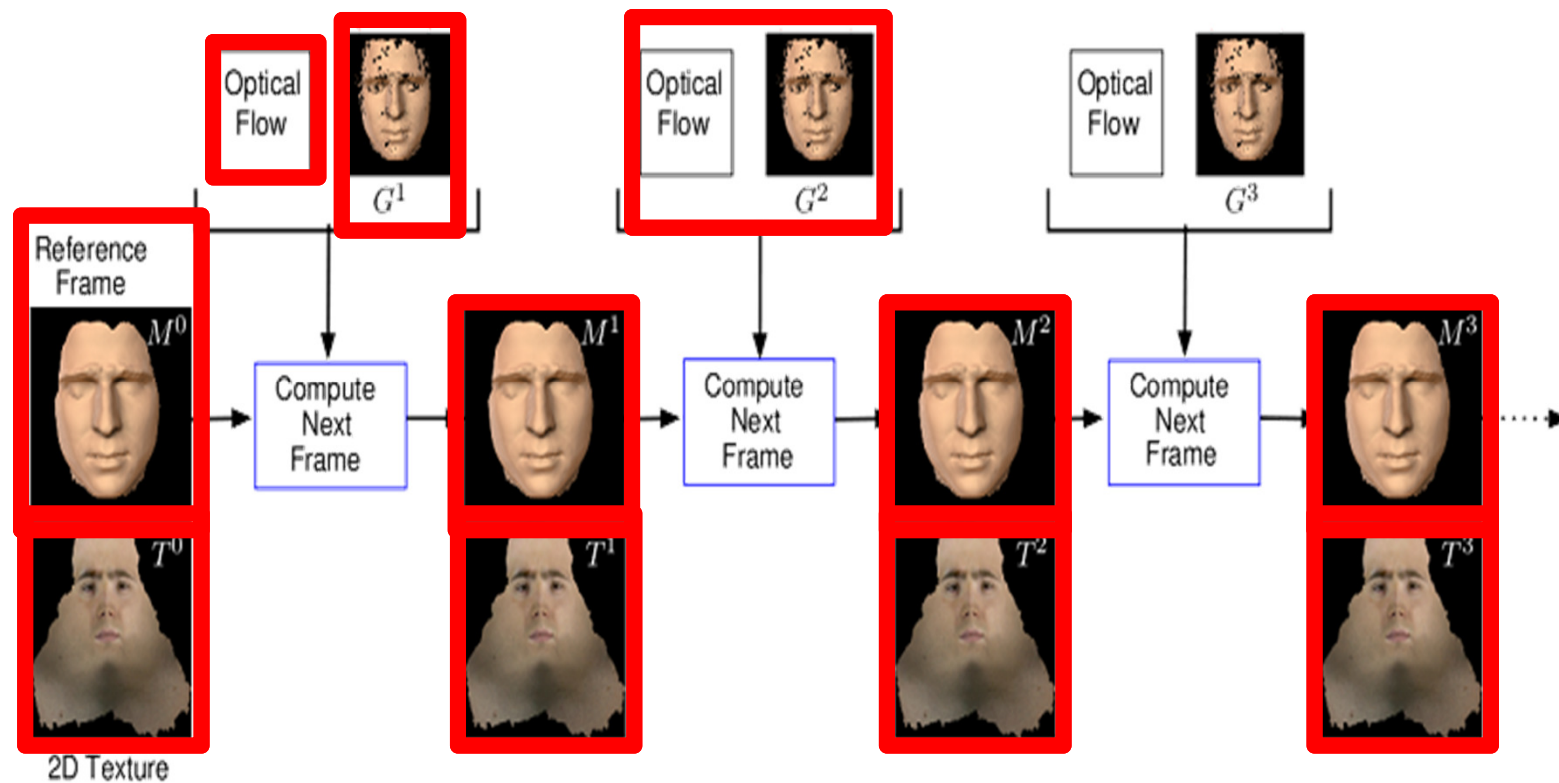 Optical
Flow
G¹
Optical
Flow
G²
Optical
Flow
G³
Reference
Frame
M⁰
Compute
Next
Frame
M¹
Compute
Next
Frame
M²
Compute
Next
Frame
M³
T⁰
T¹
T²
T³
2D Texture